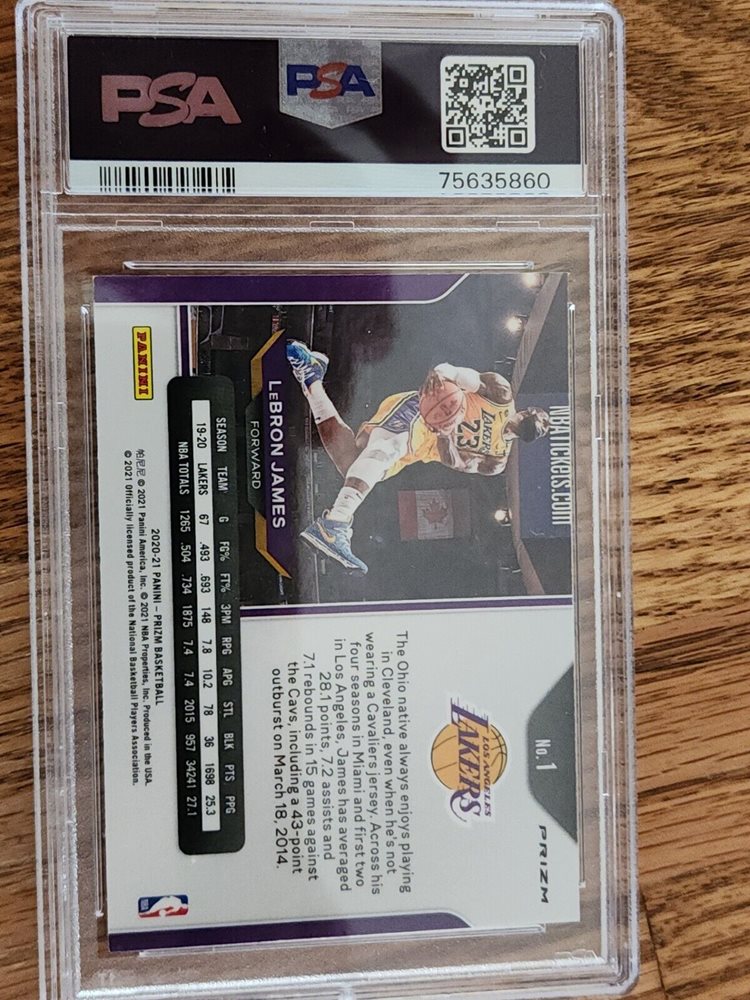 PSA
PSA
75635860
No. 1
PRIZM
NBATICKETS.COM
LAKERS
23
LOS ANGELES
LAKERS
LEBRON JAMES
FORWARD
The Ohio native always enjoys playing
in Cleveland, even when he's not
wearing a Cavaliers jersey. Across his
four seasons in Miami and first two
in Los Angeles, James has averaged
28.1 points, 7.2 assists and
7.1 rebounds in 15 games against
the Cavs, including a 43-point
outburst on March 18, 2014.
SEASON TEAM G FG% FT% 3PM RPG APG STL BLK PTS PPG
19-20 LAKERS 67 .493 .693 148 7.8 10.2 78 36 1698 25.3
NBA TOTALS 1265 .504 .734 1875 7.4 7.4 2015 957 34241 27.1
PANINI
2020-21 PANINI – PRIZM BASKETBALL
帕尼尼 © 2021 Panini America, Inc. © 2021 NBA Properties, Inc. Produced in the USA.
© 2021 Officially licensed product of the National Basketball Players Association.